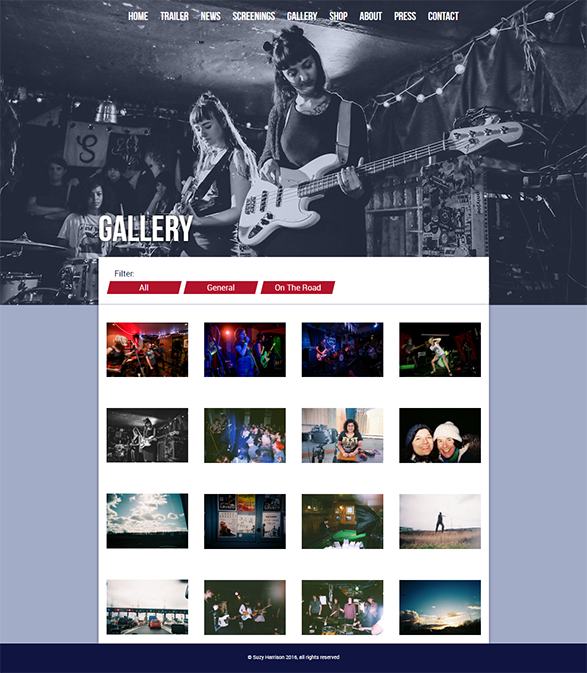 HOME TRAILER NEWS SCREENINGS GALLERY SHOP ABOUT PRESS CONTACT
GALLERY
Filter:
All General On The Road
© Suzy Harrison 2016, all rights reserved